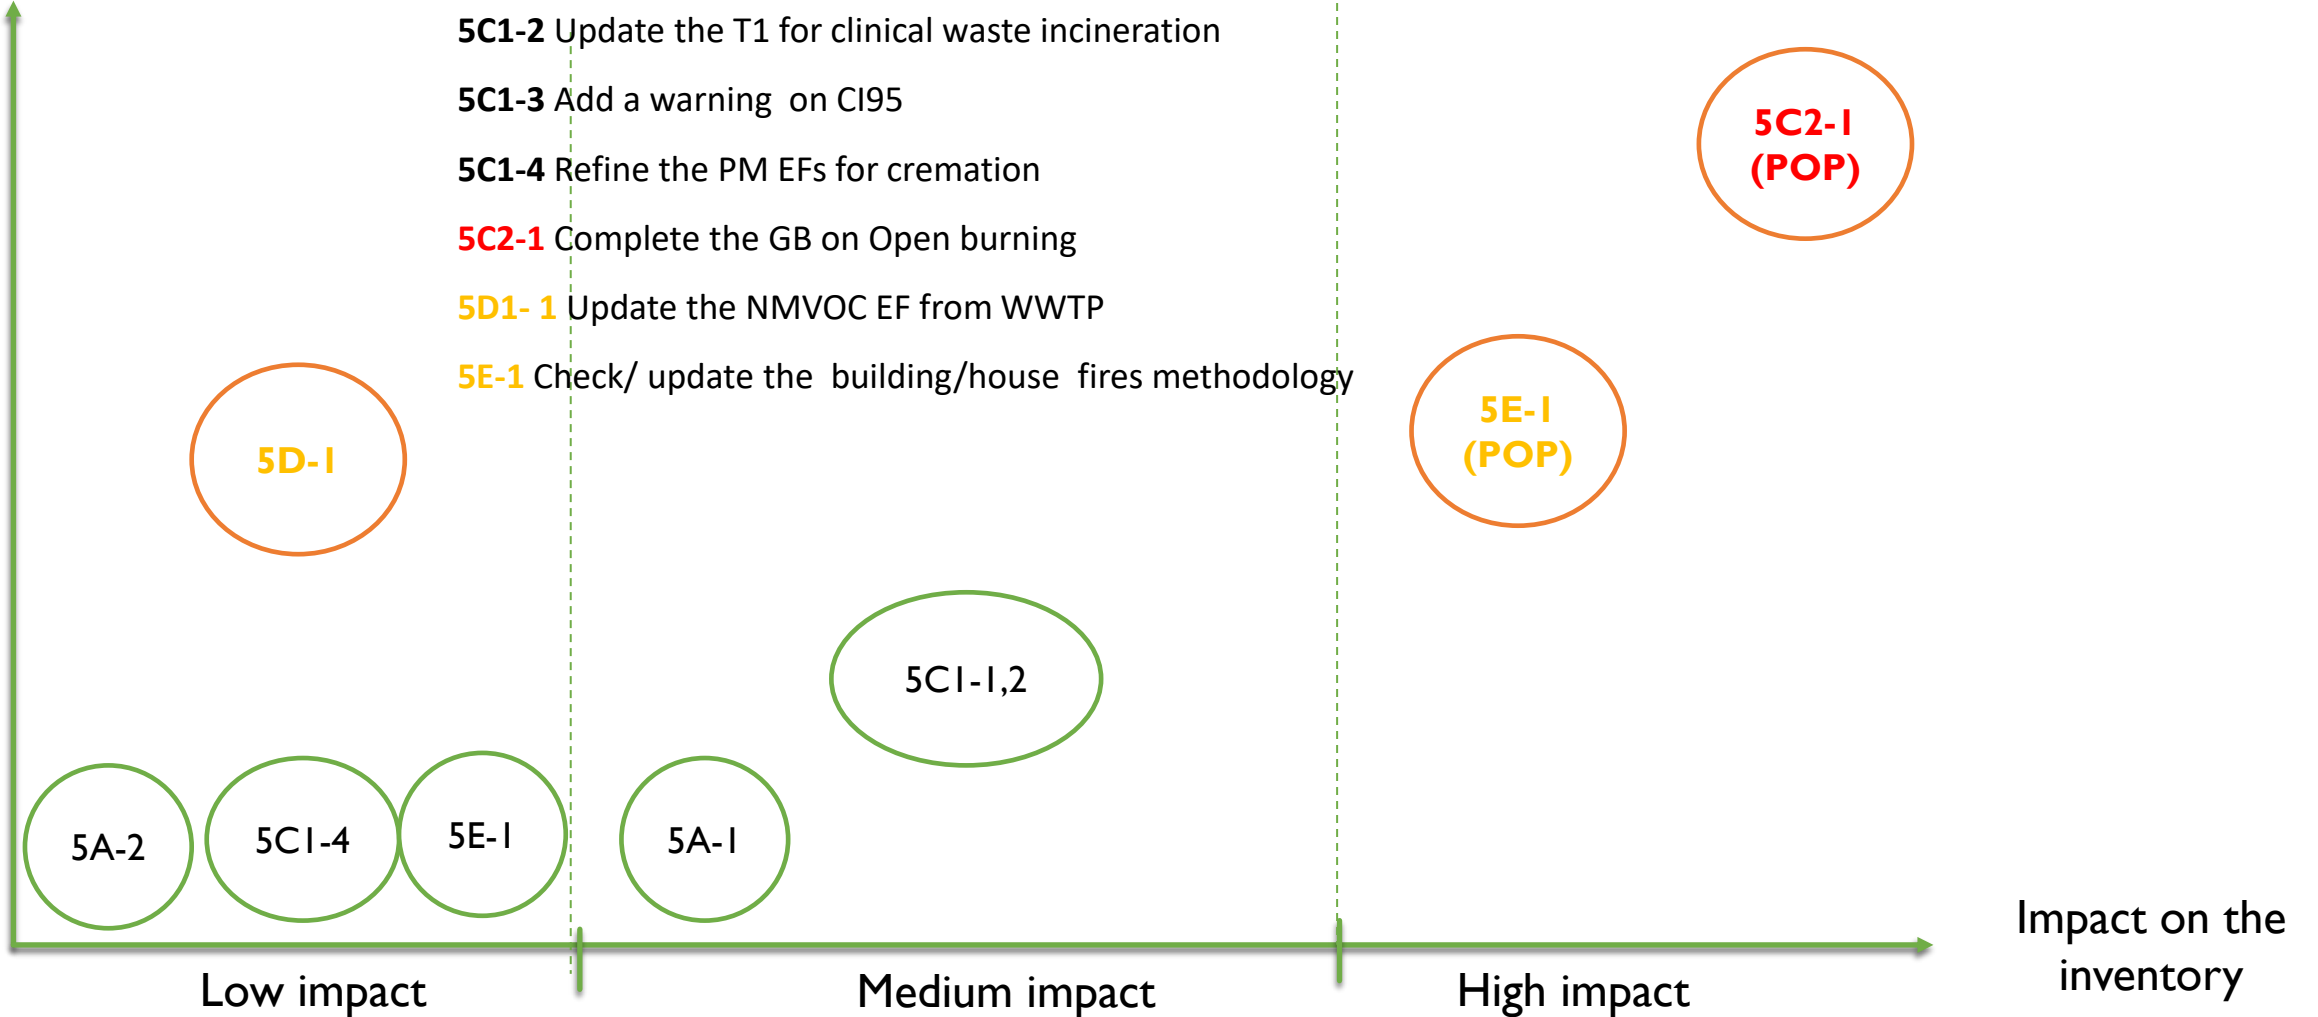 5C1-2 Update the T1 for clinical waste incineration
5C1-3 Add a warning  on CI95
5C1-4 Refine the PM EFs for cremation
5C2-1 Complete the GB on Open burning
5D1- 1 Update the NMVOC EF from WWTP
5E-1 Check/ update the  building/house  fires methodology
5C2-1
(POP)
5E-1
(POP)
5D-1
5C1-1,2
5A-2
5C1-4
5E-1
5A-1
Impact on the
inventory
Low impact
Medium impact
High impact